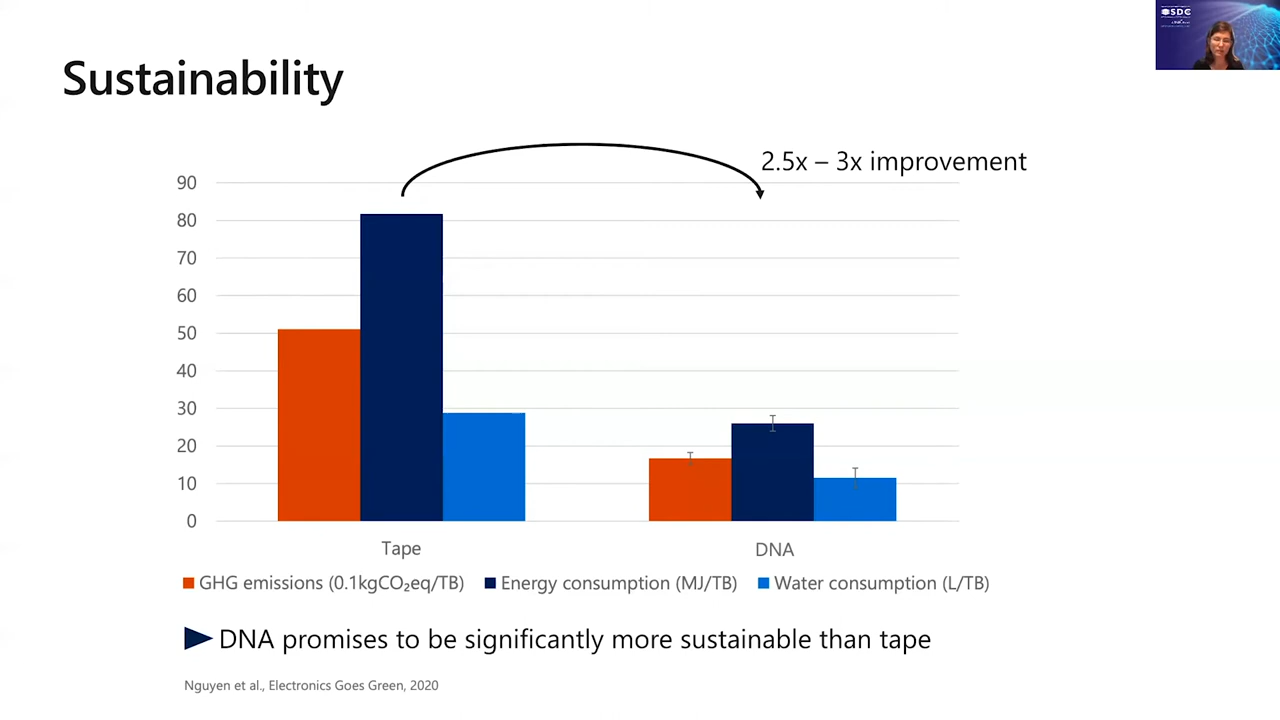 SDC
Sustainability
2.5x – 3x improvement
90
80
70
60
50
40
30
20
10
0
Tape
DNA
GHG emissions (0.1kgCO₂eq/TB)
Energy consumption (MJ/TB)
Water consumption (L/TB)
DNA promises to be significantly more sustainable than tape
Nguyen et al., Electronics Goes Green, 2020